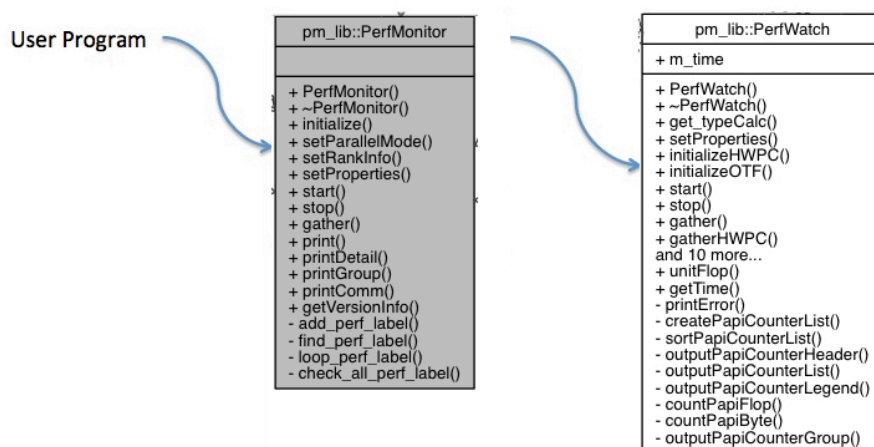 User Program
pm_lib::PerfMonitor
+ PerfMonitor()
+ ~PerfMonitor()
+ initialize()
+ setParallelMode()
+ setRankInfo()
+ setProperties()
+ start()
+ stop()
+ gather()
+ print()
+ printDetail()
+ printGroup()
+ printComm()
+ getVersionInfo()
- add_perf_label()
- find_perf_label()
- loop_perf_label()
- check_all_perf_label()
pm_lib::PerfWatch
+ m_time
+ PerfWatch()
+ ~PerfWatch()
+ get_typeCalc()
+ setProperties()
+ initializeHWPC()
+ initializeOTF()
+ start()
+ stop()
+ gather()
+ gatherHWPC()
and 10 more...
+ unitFlop()
+ getTime()
- printError()
- createPapiCounterList()
- sortPapiCounterList()
- outputPapiCounterHeader()
- outputPapiCounterList()
- outputPapiCounterLegend()
- countPapiFlop()
- countPapiByte()
- outputPapiCounterGroup()